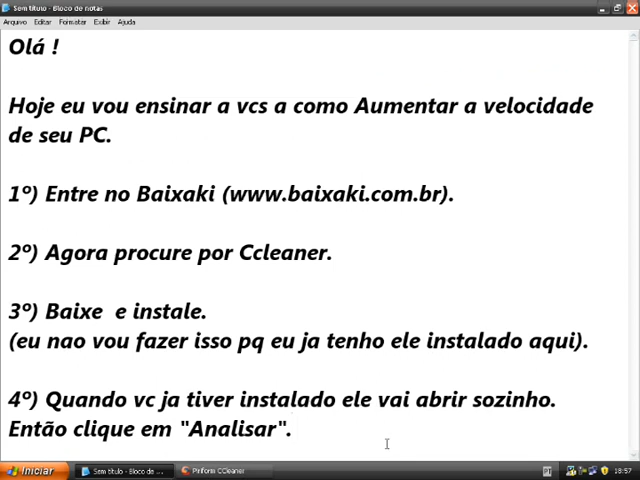 Sem título - Bloco de notas
Arquivo Editar Formatar Exibir Ajuda
Olá !
Hoje eu vou ensinar a vcs a como Aumentar a velocidade
de seu PC.
1º) Entre no Baixaki (www.baixaki.com.br).
2º) Agora procure por Ccleaner.
3º) Baixe  e instale.
(eu nao vou fazer isso pq eu ja tenho ele instalado aqui).
4º) Quando vc ja tiver instalado ele vai abrir sozinho.
Então clique em "Analisar".
Iniciar Sem título - Bloco de ... Piriform CCleaner PT 18:57